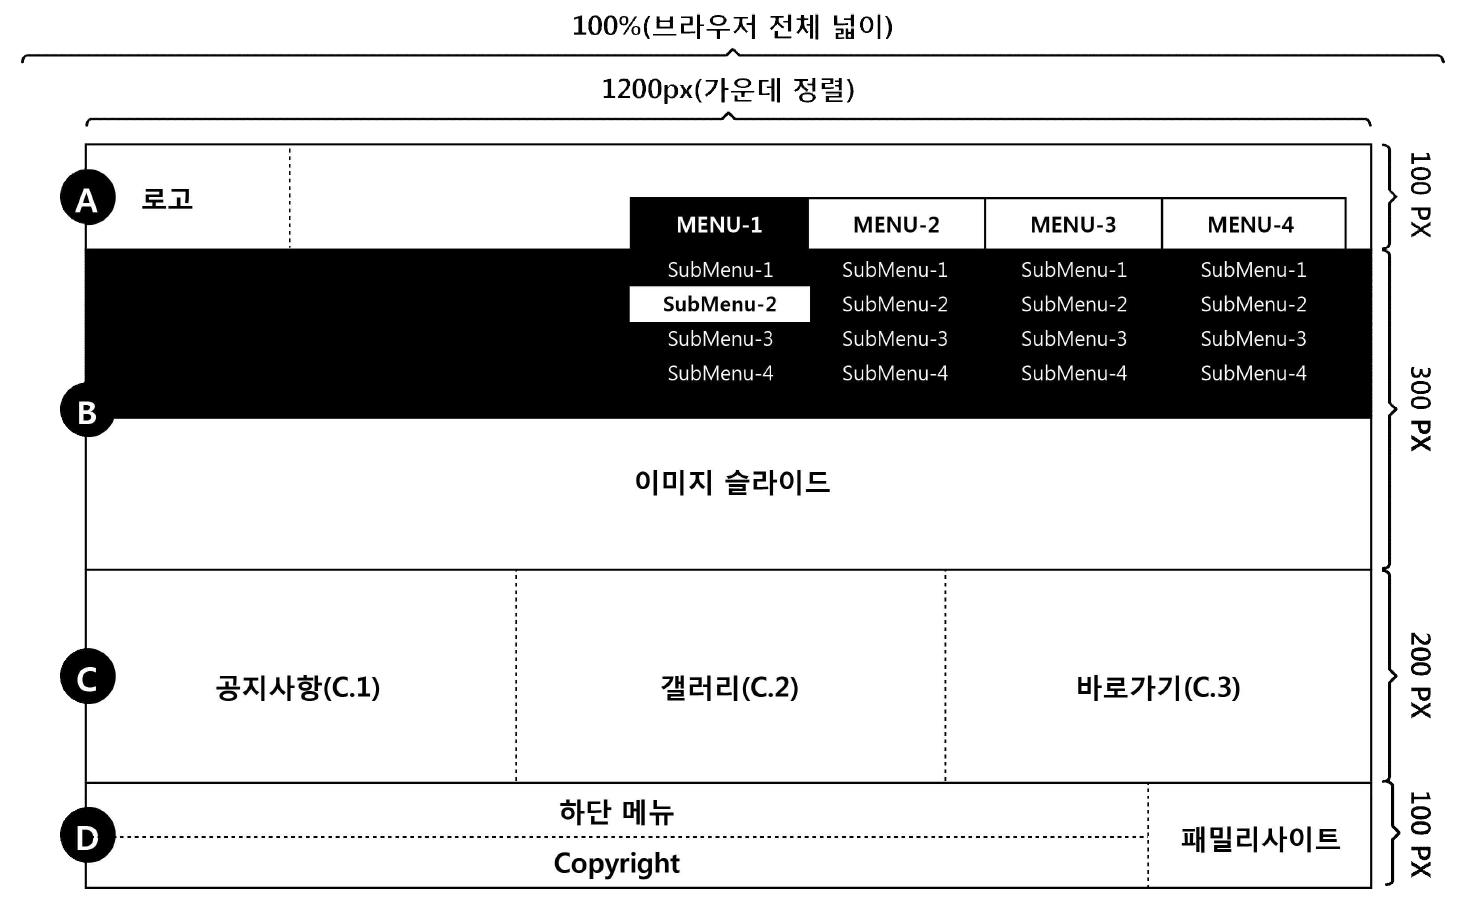 100%(브라우저 전체 넓이)
1200px(가운데 정렬)
A
로고
MENU-1 MENU-2 MENU-3 MENU-4
100 PX
SubMenu-1 SubMenu-1 SubMenu-1 SubMenu-1
SubMenu-2 SubMenu-2 SubMenu-2 SubMenu-2
SubMenu-3 SubMenu-3 SubMenu-3 SubMenu-3
SubMenu-4 SubMenu-4 SubMenu-4 SubMenu-4
B
300 PX
이미지 슬라이드
C
공지사항(C.1) 갤러리(C.2) 바로가기(C.3)
200 PX
D
하단 메뉴
Copyright
패밀리사이트
100 PX